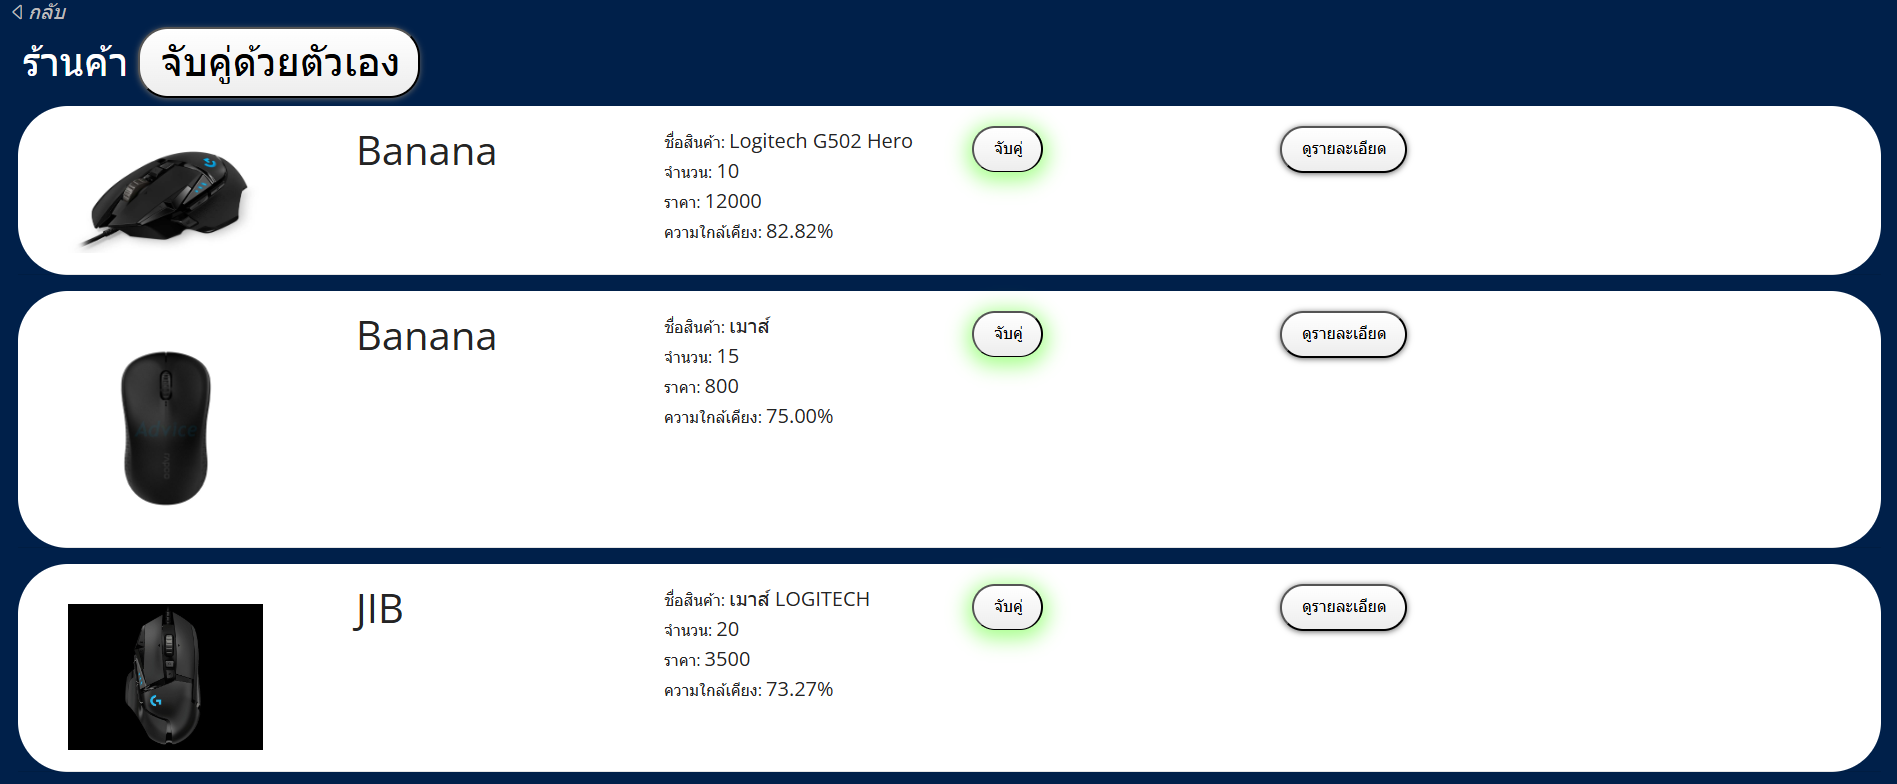 กลับ
ร้านค้า จับคู่ด้วยตัวเอง
Banana
ชื่อสินค้า: Logitech G502 Hero
จำนวน: 10
ราคา: 12000
ความใกล้เคียง: 82.82%
จับคู่
ดูรายละเอียด
Banana
ชื่อสินค้า: เมาส์
จำนวน: 15
ราคา: 800
ความใกล้เคียง: 75.00%
จับคู่
ดูรายละเอียด
Advice
rapoo
JIB
ชื่อสินค้า: เมาส์ LOGITECH
จำนวน: 20
ราคา: 3500
ความใกล้เคียง: 73.27%
จับคู่
ดูรายละเอียด